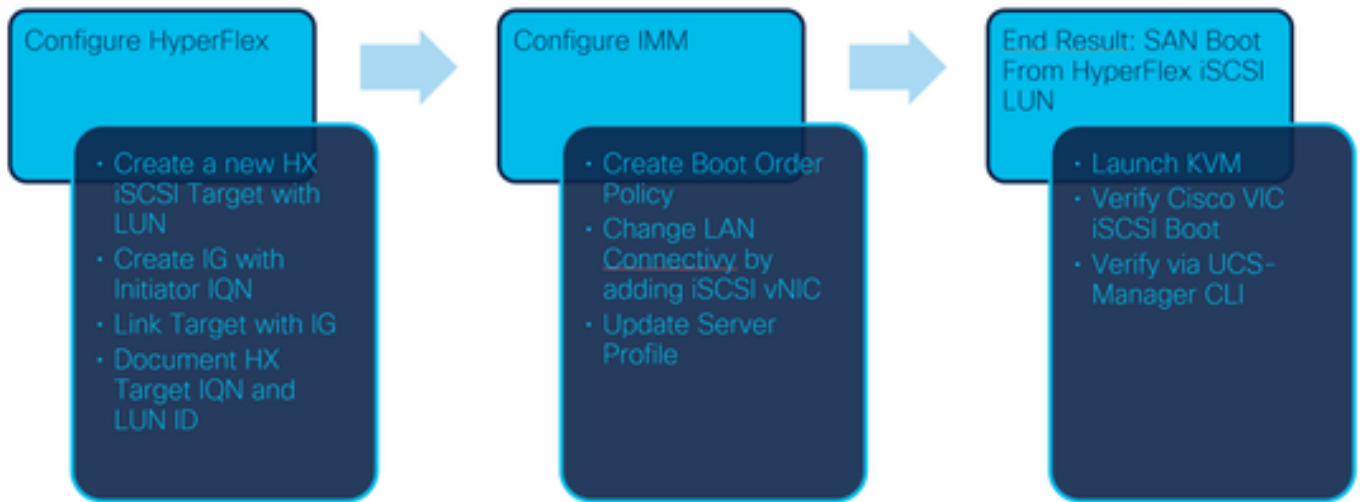 Configure HyperFlex
• Create a new HX
iSCSI Target with
LUN
• Create IG with
Initiator IQN
• Link Target with IG
• Document HX
Target IQN and
LUN ID
Configure IMM
• Create Boot Order
Policy
• Change LAN
Connectivy by
adding iSCSI vNIC
• Update Server
Profile
End Result: SAN Boot
From HyperFlex iSCSI
LUN
• Launch KVM
• Verify Cisco VIC
iSCSI Boot
• Verify via UCS-
Manager CLI